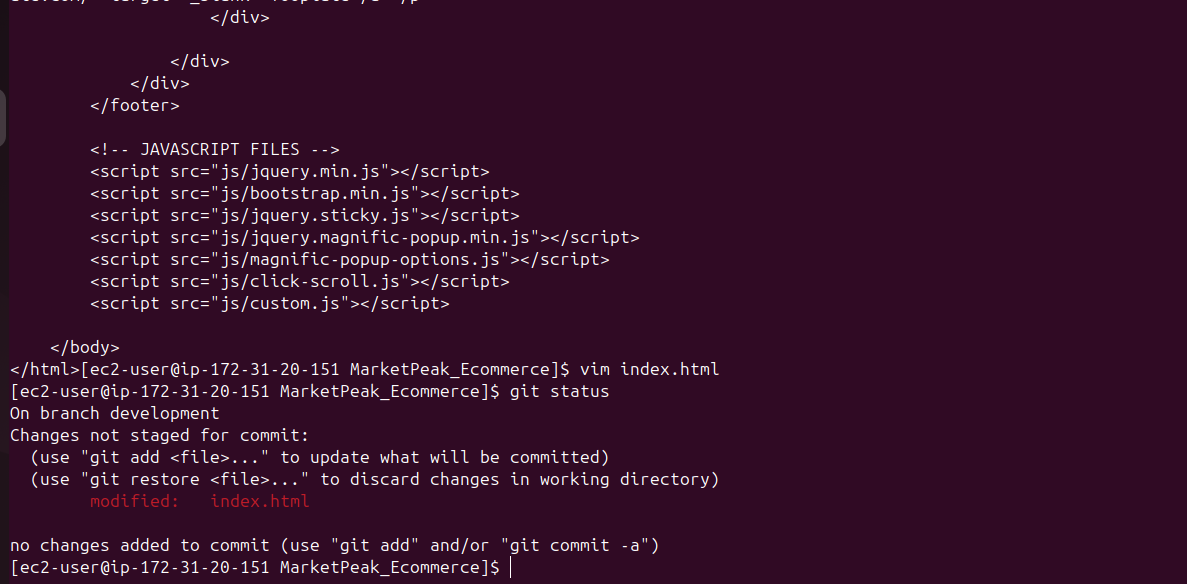 </div>
</div>
</div>
</footer>
<!-- JAVASCRIPT FILES -->
<script src="js/jquery.min.js"></script>
<script src="js/bootstrap.min.js"></script>
<script src="js/jquery.sticky.js"></script>
<script src="js/jquery.magnific-popup.min.js"></script>
<script src="js/magnific-popup-options.js"></script>
<script src="js/click-scroll.js"></script>
<script src="js/custom.js"></script>
</body>
</html>[ec2-user@ip-172-31-20-151 MarketPeak_Ecommerce]$ vim index.html
[ec2-user@ip-172-31-20-151 MarketPeak_Ecommerce]$ git status
On branch development
Changes not staged for commit:
(use "git add <file>..." to update what will be committed)
(use "git restore <file>..." to discard changes in working directory)
modified: index.html
no changes added to commit (use "git add" and/or "git commit -a")
[ec2-user@ip-172-31-20-151 MarketPeak_Ecommerce]$